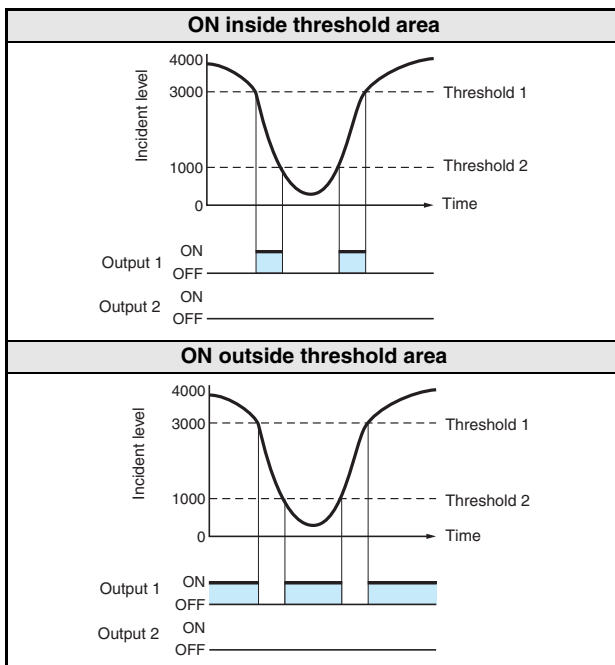 ON inside threshold area
4000
3000
1000
0
Incident level
Threshold 1
Threshold 2
Time
Output 1
ON
OFF
Output 2
ON
OFF
ON outside threshold area
4000
3000
1000
0
Incident level
Threshold 1
Threshold 2
Time
Output 1
ON
OFF
Output 2
ON
OFF